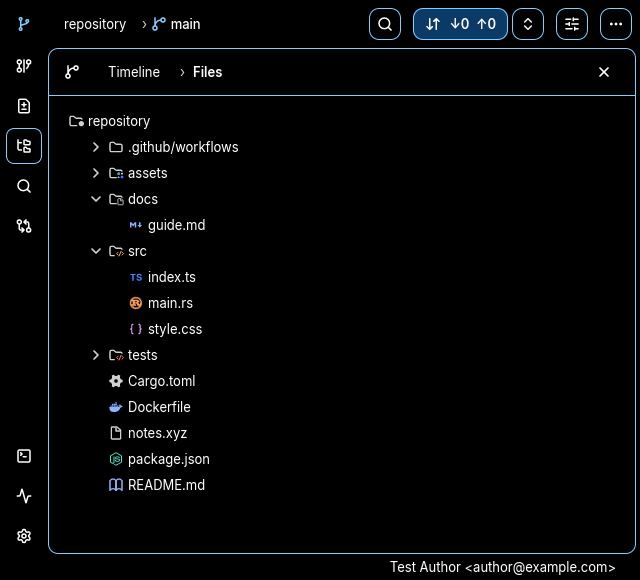 repository › main
↓0 ↑0
Timeline › Files
repository
.github/workflows
assets
docs
guide.md
src
TS index.ts
main.rs
{ } style.css
tests
Cargo.toml
Dockerfile
notes.xyz
package.json
README.md
Test Author <author@example.com>